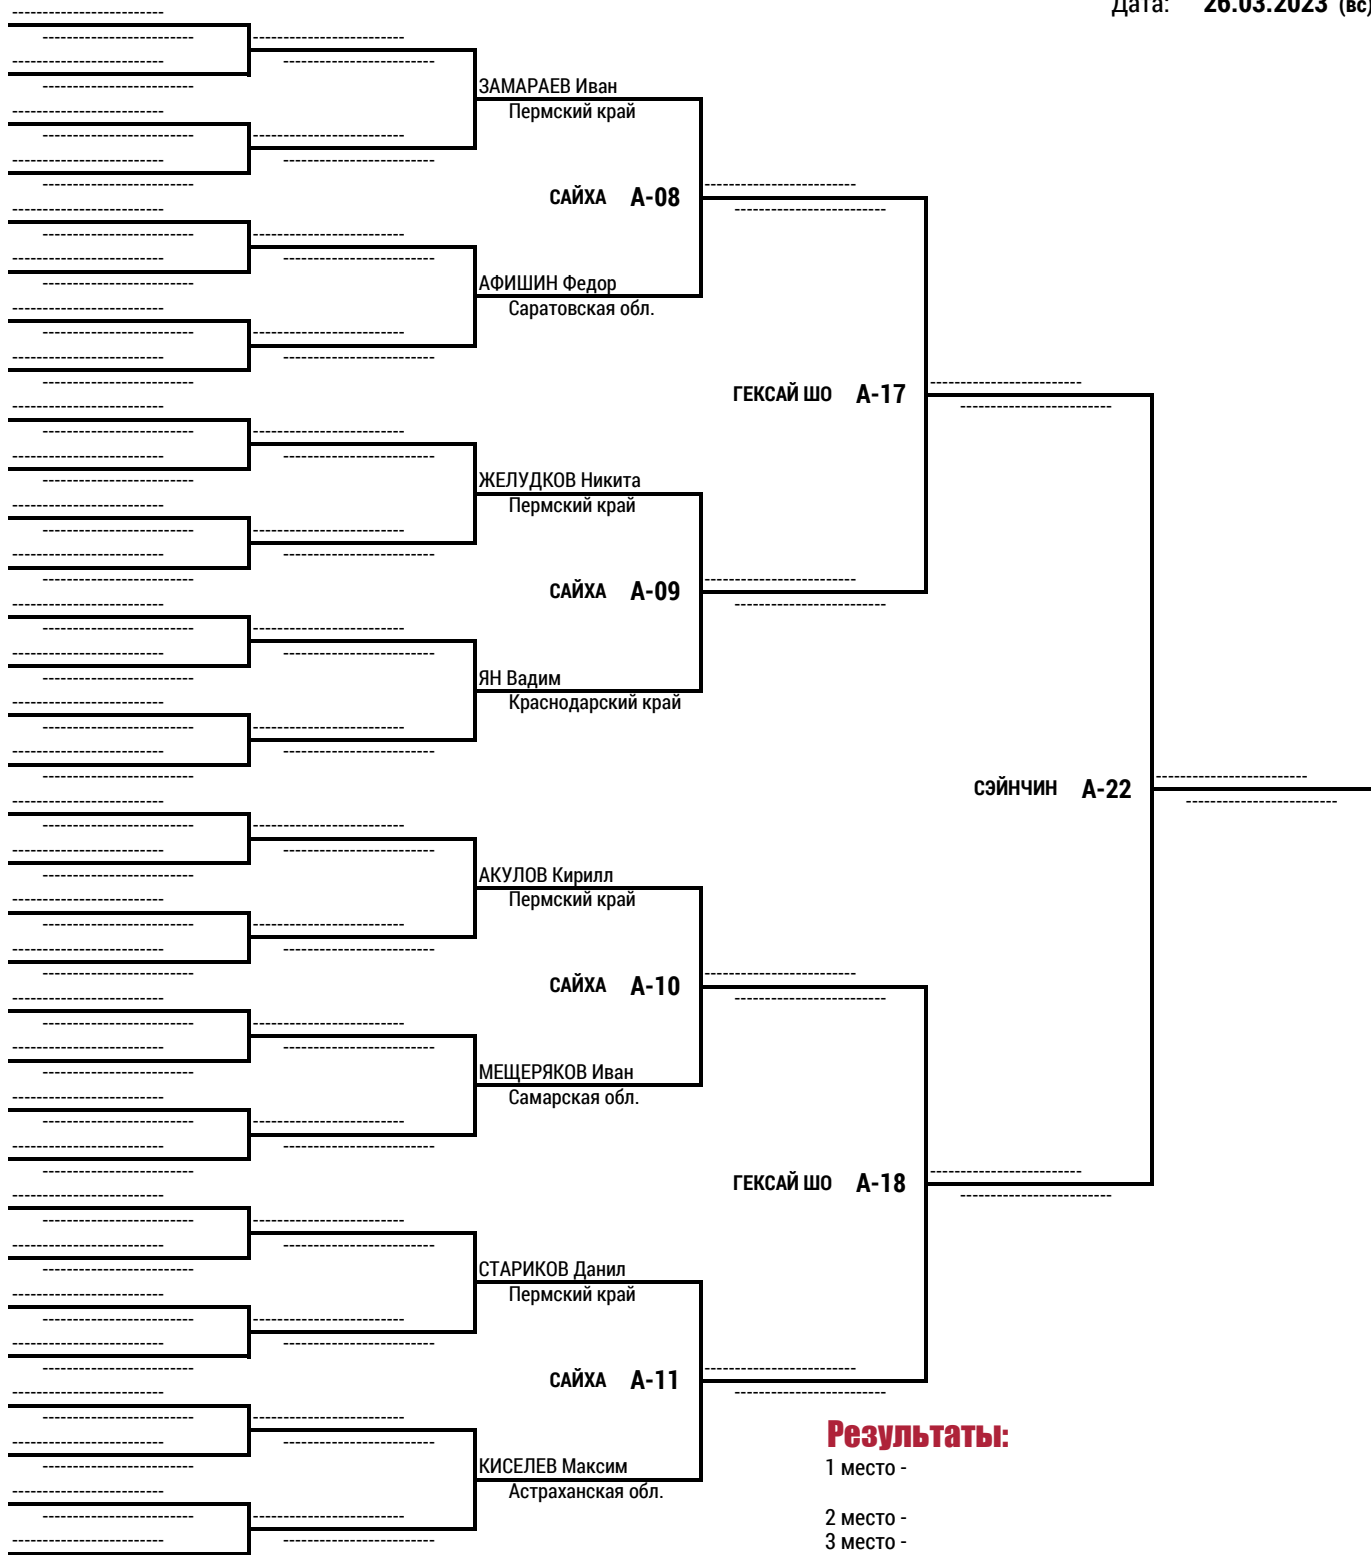 Дата: 26.03.2023 (вс)
ЗАМАРАЕВ Иван
Пермский край
САЙХА А-08
АФИШИН Федор
Саратовская обл.
ГЕКСАЙ ШО А-17
ЖЕЛУДКОВ Никита
Пермский край
САЙХА А-09
ЯН Вадим
Краснодарский край
СЭЙНЧИН А-22
АКУЛОВ Кирилл
Пермский край
САЙХА А-10
МЕЩЕРЯКОВ Иван
Самарская обл.
ГЕКСАЙ ШО А-18
СТАРИКОВ Данил
Пермский край
САЙХА А-11
КИСЕЛЕВ Максим
Астраханская обл.
Результаты:
1 место -
2 место -
3 место -